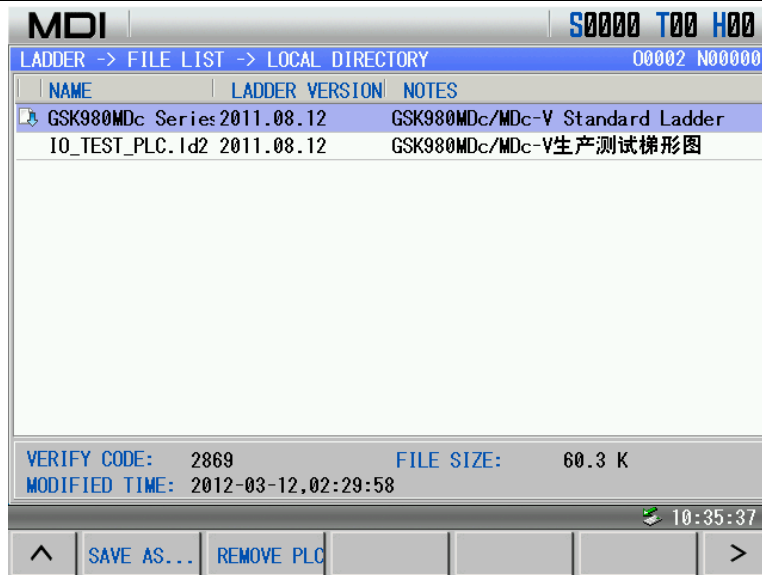 MDI S0000 T00 H00
LADDER -> FILE LIST -> LOCAL DIRECTORY O0002 N00000
NAME LADDER VERSION NOTES
GSK980MDc Series 2011.08.12 GSK980MDc/MDc-V Standard Ladder
IO_TEST_PLC.ld2 2011.08.12 GSK980MDc/MDc-V生产测试梯形图
VERIFY CODE: 2869 FILE SIZE: 60.3 K
MODIFIED TIME: 2012-03-12,02:29:58
10:35:37
^ SAVE AS... REMOVE PLC >